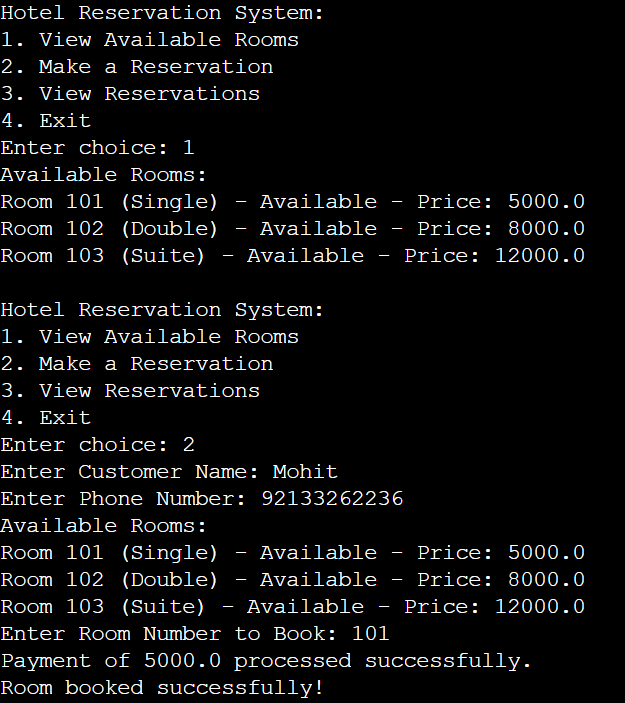 Hotel Reservation System:
1. View Available Rooms
2. Make a Reservation
3. View Reservations
4. Exit
Enter choice: 1
Available Rooms:
Room 101 (Single) - Available - Price: 5000.0
Room 102 (Double) - Available - Price: 8000.0
Room 103 (Suite) - Available - Price: 12000.0
Hotel Reservation System:
1. View Available Rooms
2. Make a Reservation
3. View Reservations
4. Exit
Enter choice: 2
Enter Customer Name: Mohit
Enter Phone Number: 92133262236
Available Rooms:
Room 101 (Single) - Available - Price: 5000.0
Room 102 (Double) - Available - Price: 8000.0
Room 103 (Suite) - Available - Price: 12000.0
Enter Room Number to Book: 101
Payment of 5000.0 processed successfully.
Room booked successfully!